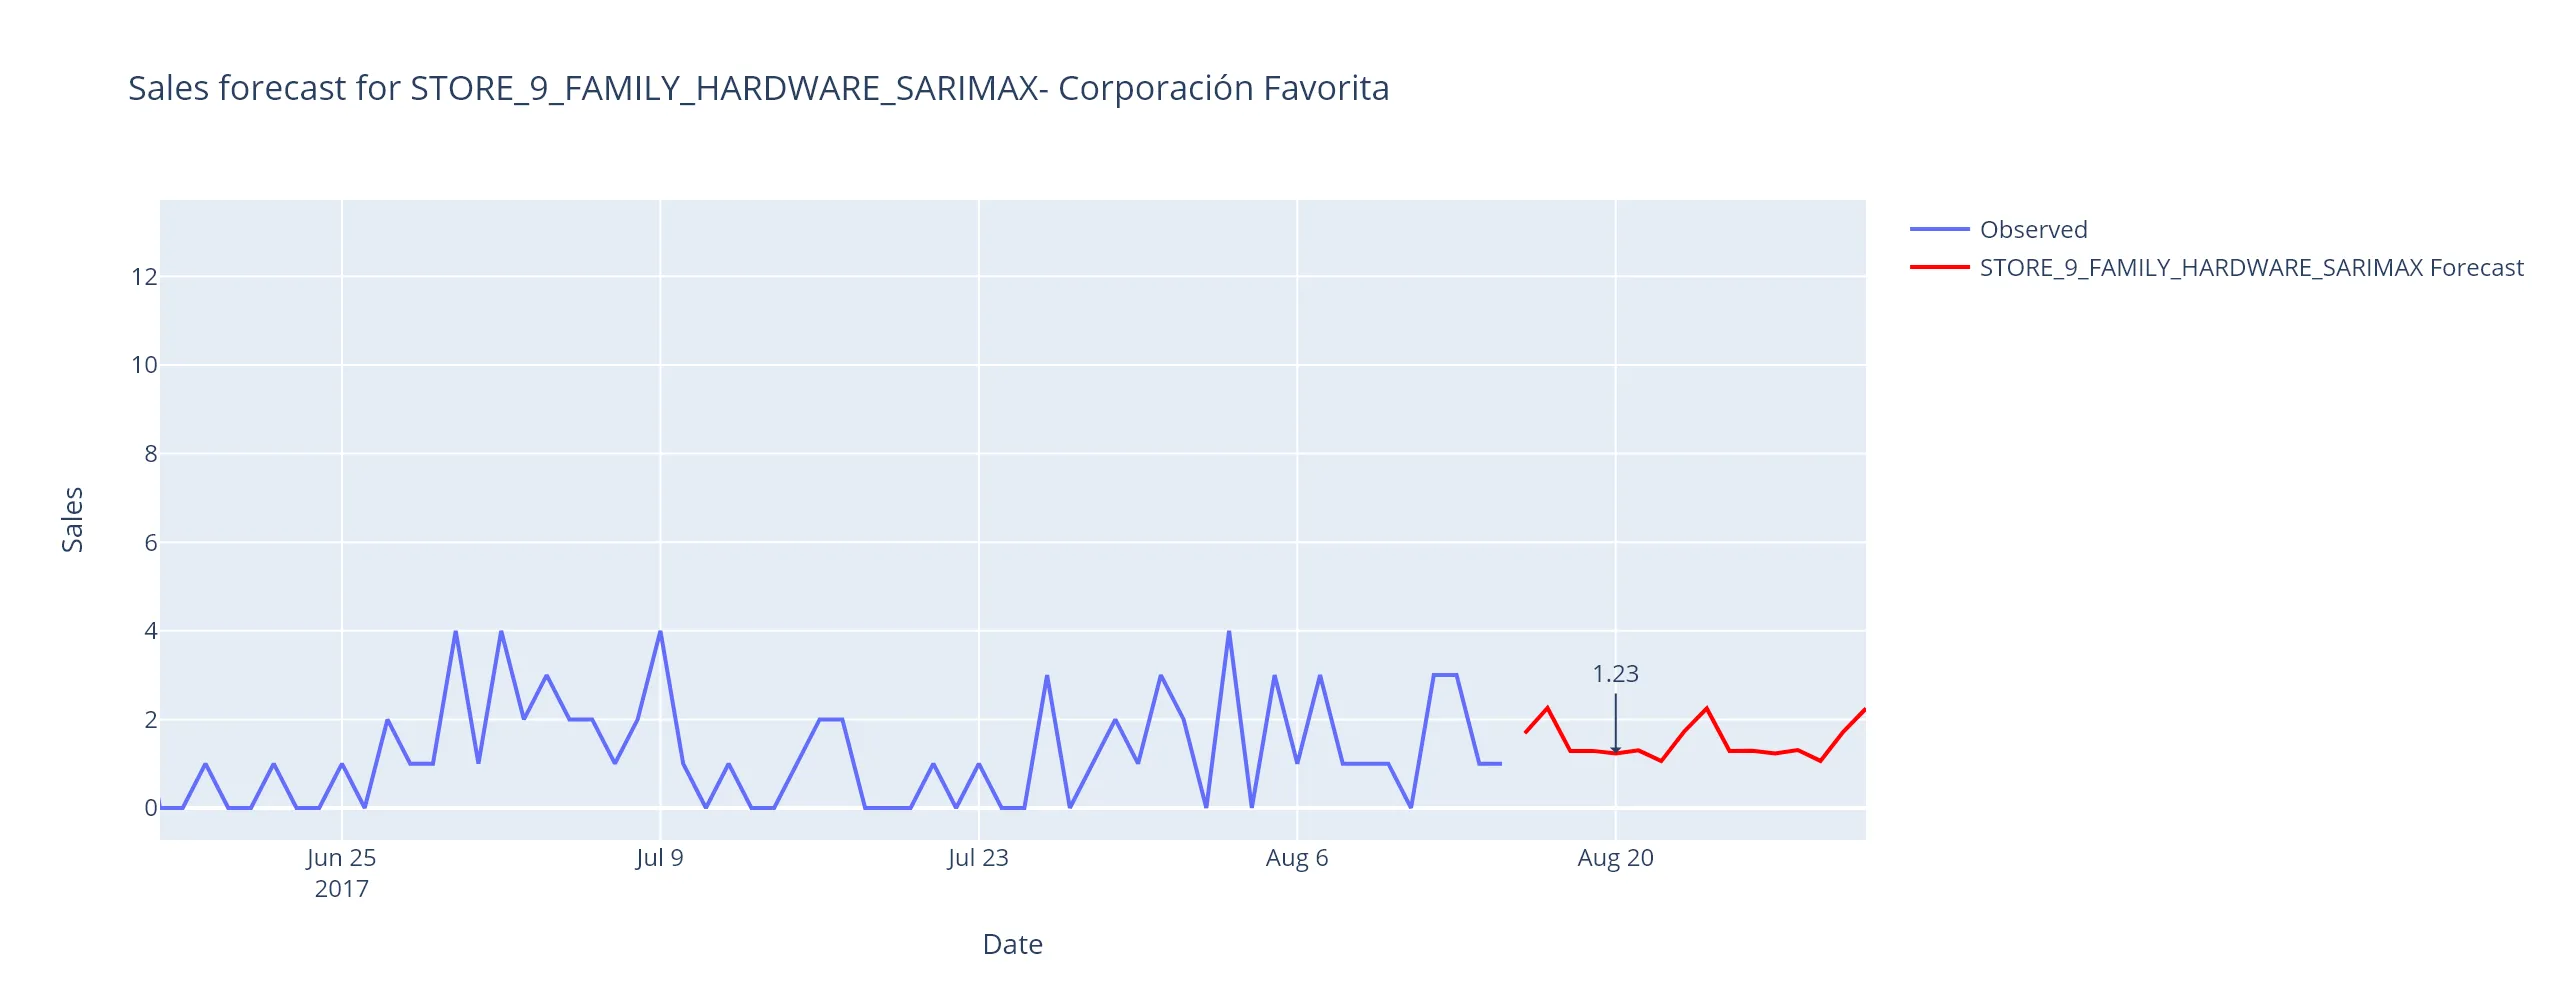 Sales forecast for STORE_9_FAMILY_HARDWARE_SARIMAX- Corporación Favorita
Observed
STORE_9_FAMILY_HARDWARE_SARIMAX Forecast
12
10
8
6
4
2
0
Sales
1.23
Jun 25
2017
Jul 9
Jul 23
Aug 6
Aug 20
Date